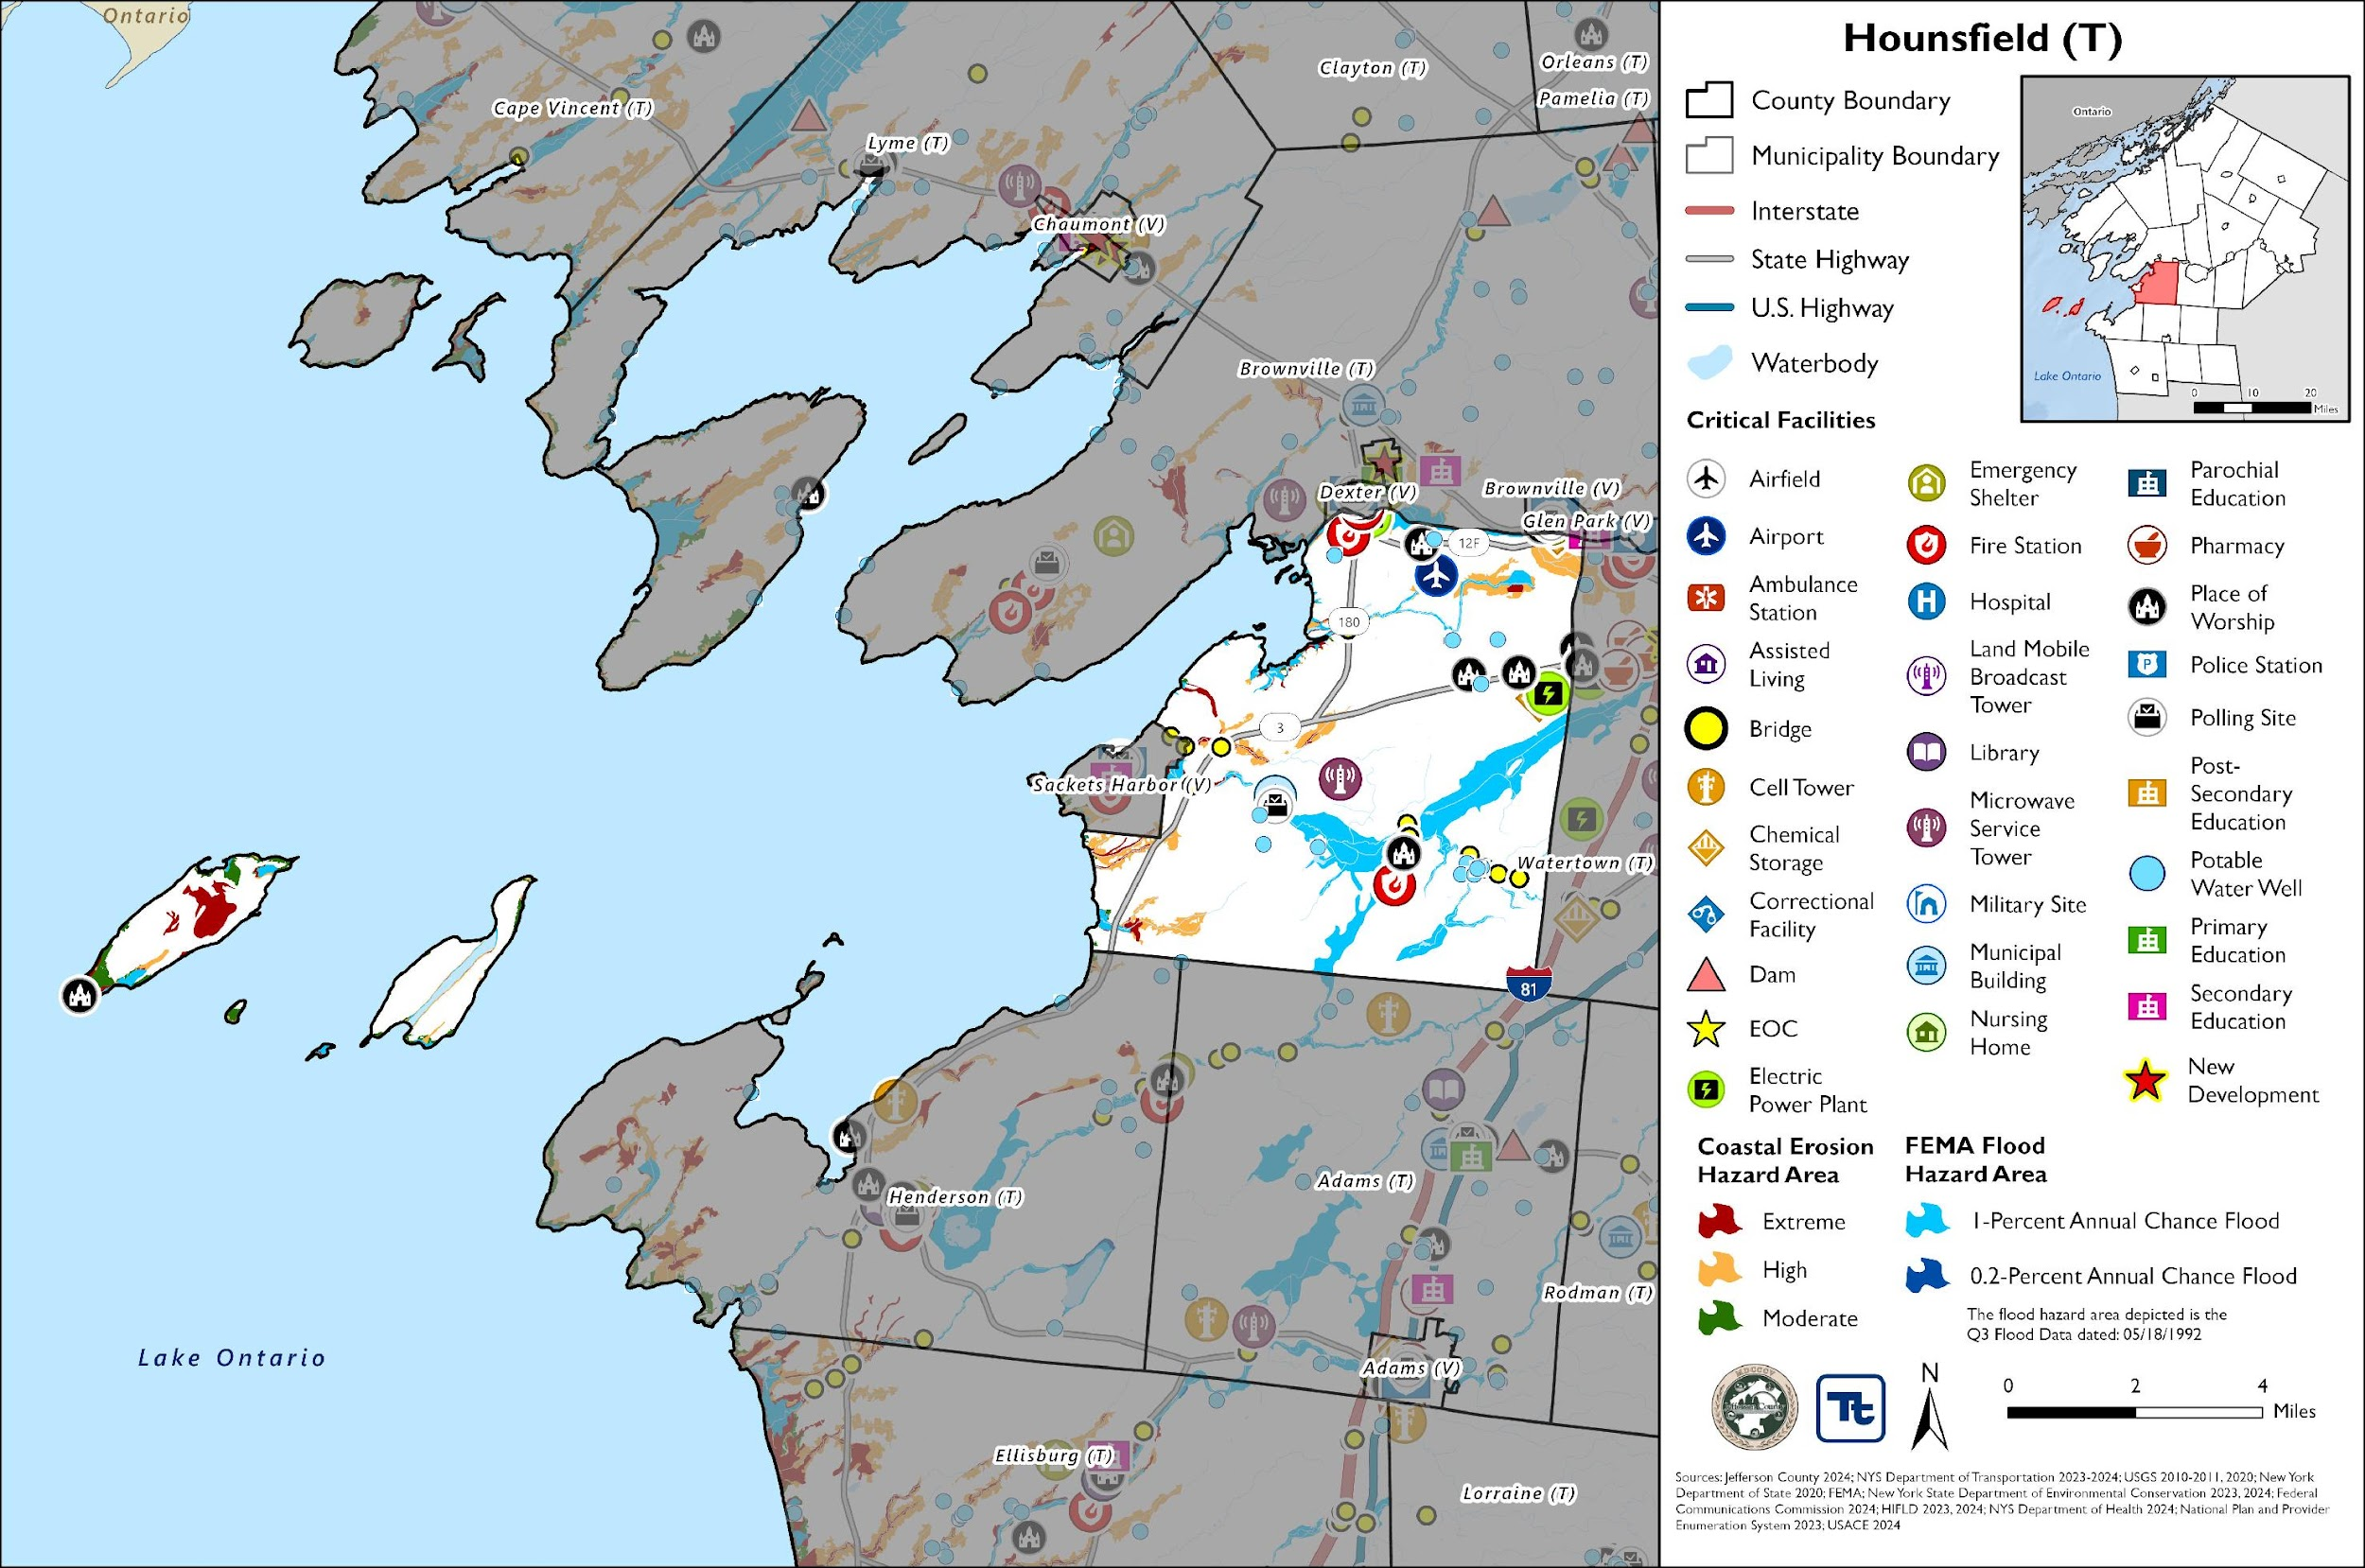 Ontario
Cape Vincent (T)
Lyme (T)
Clayton (T)
Orleans (T)
Pamelia (T)
Chaumont (V)
Brownville (T)
Dexter (V)
Brownville (V)
Glen Park (V)
12F
180
3
Sackets Harbor (V)
Watertown (T)
81
Henderson (T)
Adams (T)
Rodman (T)
Adams (V)
Lake Ontario
Ellisburg (T)
Lorraine (T)
Hounsfield (T)
County Boundary
Municipality Boundary
Interstate
State Highway
U.S. Highway
Waterbody
Ontario
Lake Ontario
0 10 20
Miles
Critical Facilities
Airfield
Airport
Ambulance
Station
Assisted
Living
Bridge
Cell Tower
Chemical
Storage
Correctional
Facility
Dam
EOC
Electric
Power Plant
Emergency
Shelter
Fire Station
H
Hospital
Land Mobile
Broadcast
Tower
Library
Microwave
Service
Tower
Military Site
Municipal
Building
Nursing
Home
Parochial
Education
Pharmacy
Place of
Worship
P
Police Station
Polling Site
Post-
Secondary
Education
Potable
Water Well
Primary
Education
Secondary
Education
New
Development
Coastal Erosion
Hazard Area
Extreme
High
Moderate
FEMA Flood
Hazard Area
1-Percent Annual Chance Flood
0.2-Percent Annual Chance Flood
The flood hazard area depicted is the
Q3 Flood Data dated: 05/18/1992
Tt
N
0 2 4
Miles
Sources: Jefferson County 2024; NYS Department of Transportation 2023-2024; USGS 2010-2011, 2020; New York
Department of State 2020; FEMA; New York State Department of Environmental Conservation 2023, 2024; Federal
Communications Commission 2024; HIFLD 2023, 2024; NYS Department of Health 2024; National Plan and Provider
Enumeration System 2023; USACE 2024